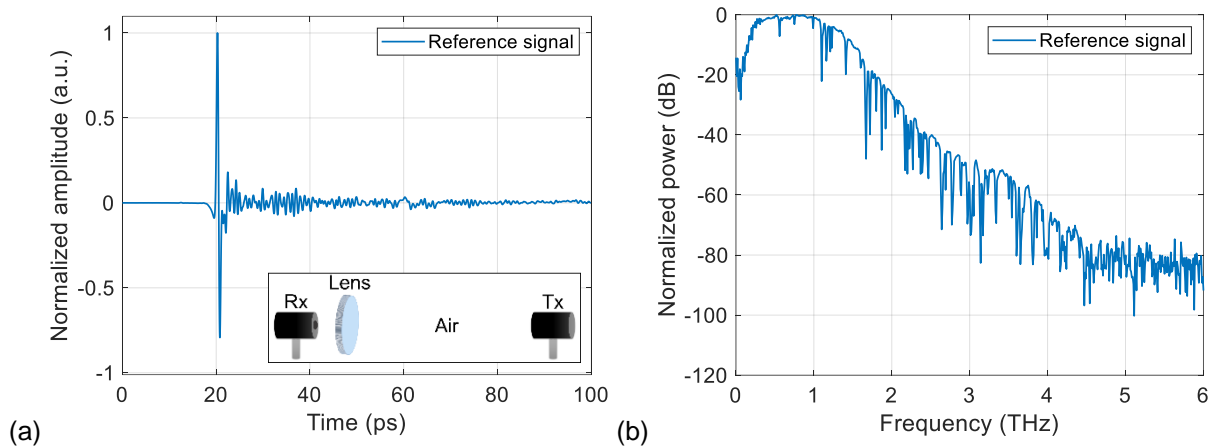 (a)
Normalized amplitude (a.u.)
1
0.5
0
-0.5
-1
Reference signal
Lens
Rx
Tx
Air
0 20 40 60 80 100
Time (ps)
(b)
Normalized power (dB)
0
-20
-40
-60
-80
-100
-120
Reference signal
0 1 2 3 4 5 6
Frequency (THz)